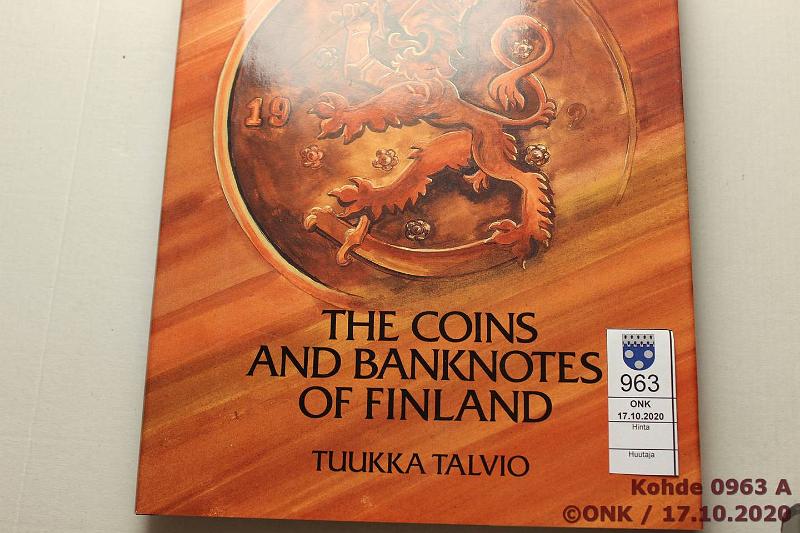 19
THE COINS
AND BANKNOTES
OF FINLAND
TUUKKA TALVIO
963
ONK
17.10.2020
Hinta
Huutaja
Kohde 0963 A
©ONK / 17.10.2020